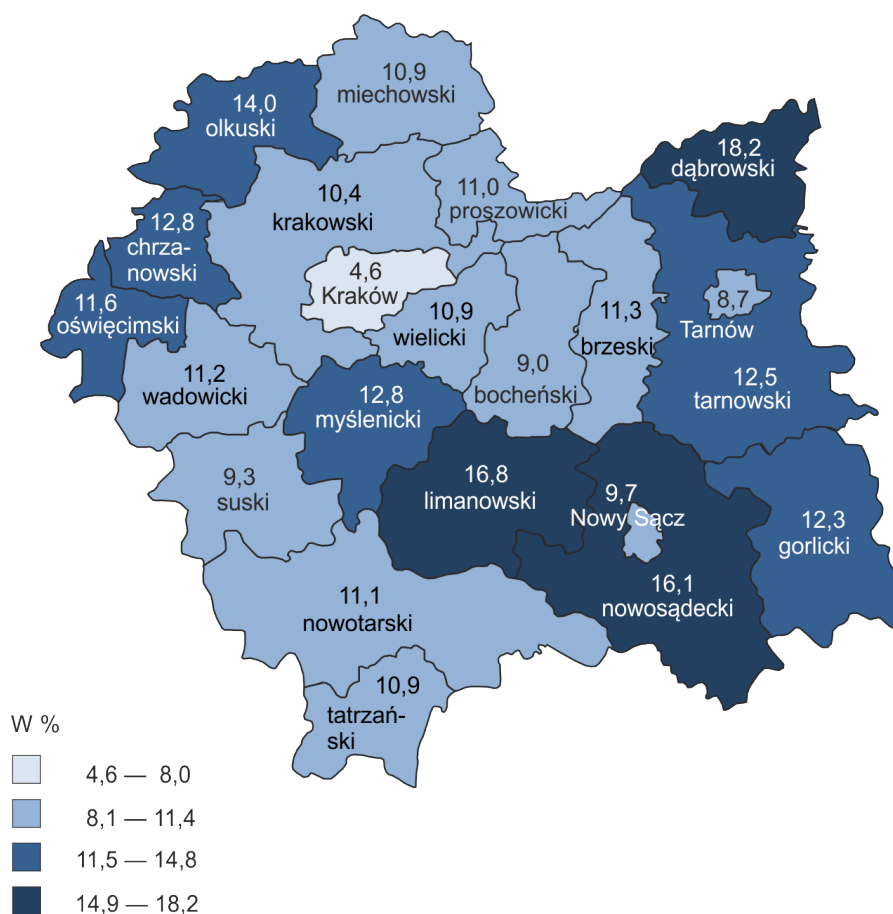 10,9
miechowski
14,0
olkuski
18,2
dąbrowski
10,4
krakowski
11,0
proszowicki
12,8
chrza-
nowski
4,6
Kraków
11,6
oświęcimski
10,9
wielicki
11,3
brzeski
8,7
Tarnów
9,0
bocheński
11,2
wadowicki
12,8
myślenicki
12,5
tarnowski
9,3
suski
16,8
limanowski
9,7
Nowy Sącz
12,3
gorlicki
11,1
nowotarski
16,1
nowosądecki
10,9
tatrzań-
ski
W %
4,6 — 8,0
8,1 — 11,4
11,5 — 14,8
14,9 — 18,2